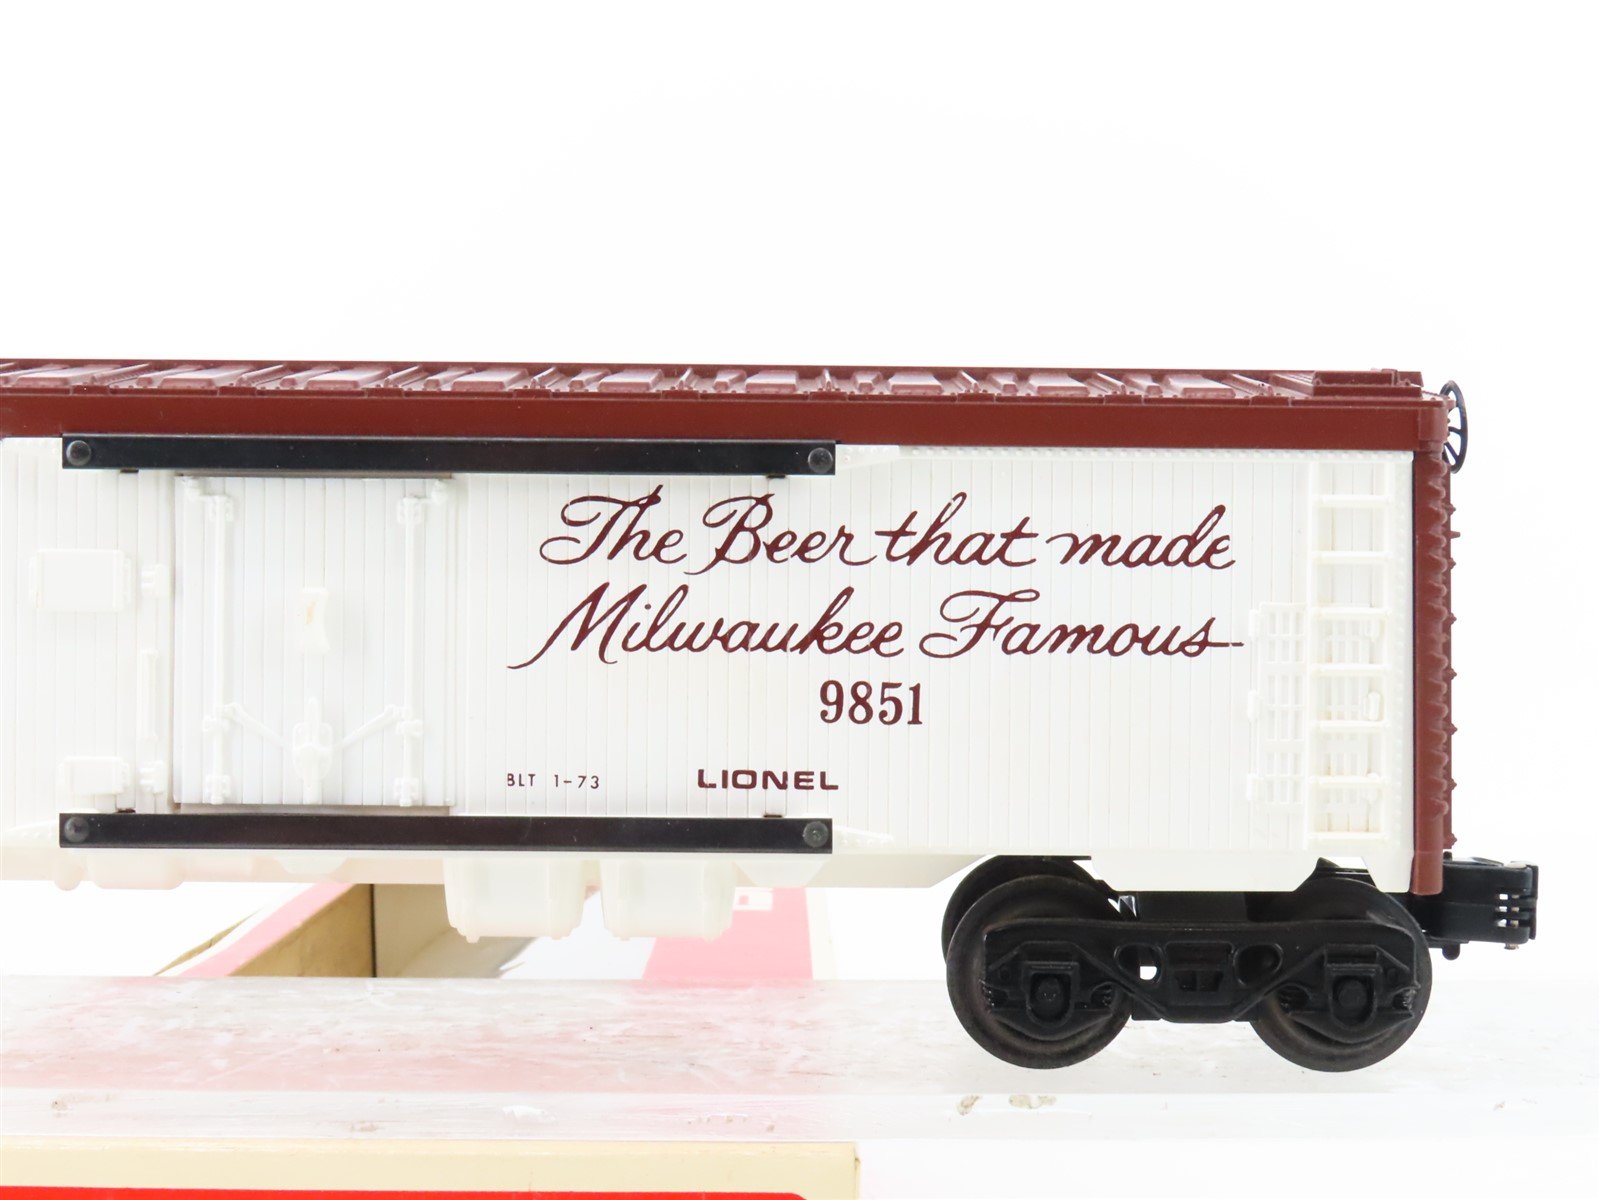 The Beer that made
Milwaukee Famous
9851
BLT 1-73 LIONEL